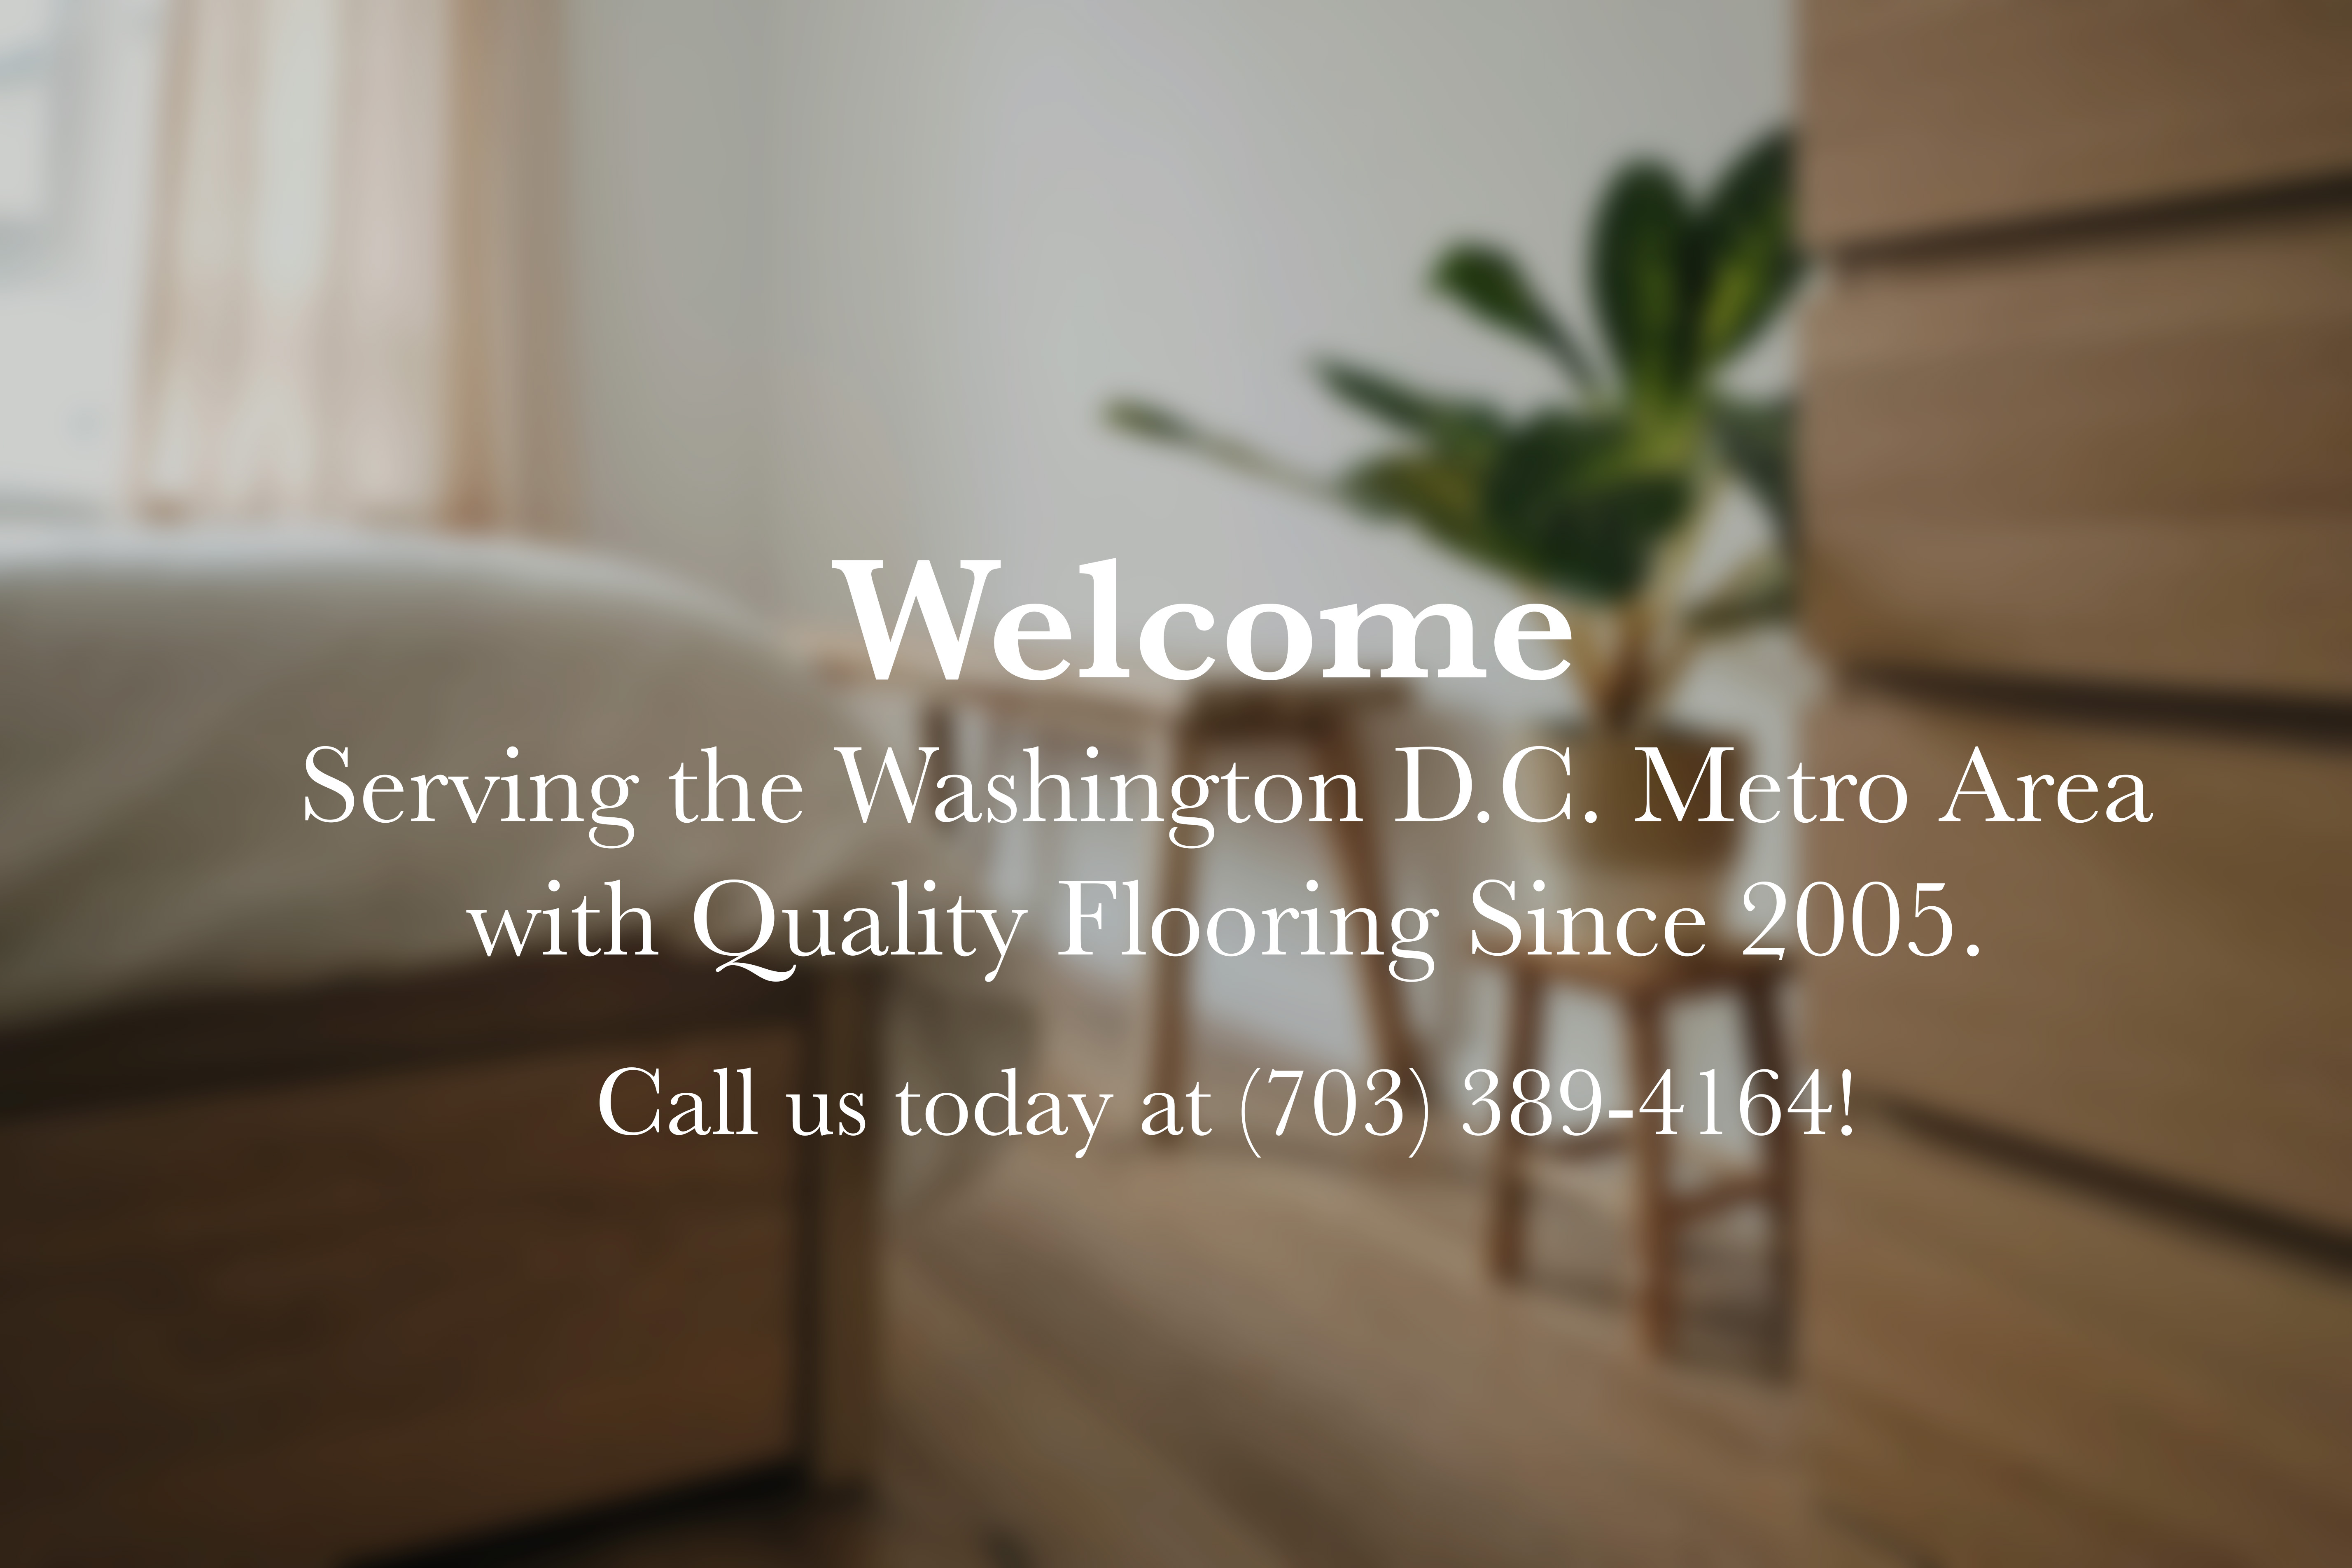 Welcome
Serving the Washington D.C. Metro Area
with Quality Flooring Since 2005.
Call us today at (703) 389-4164!